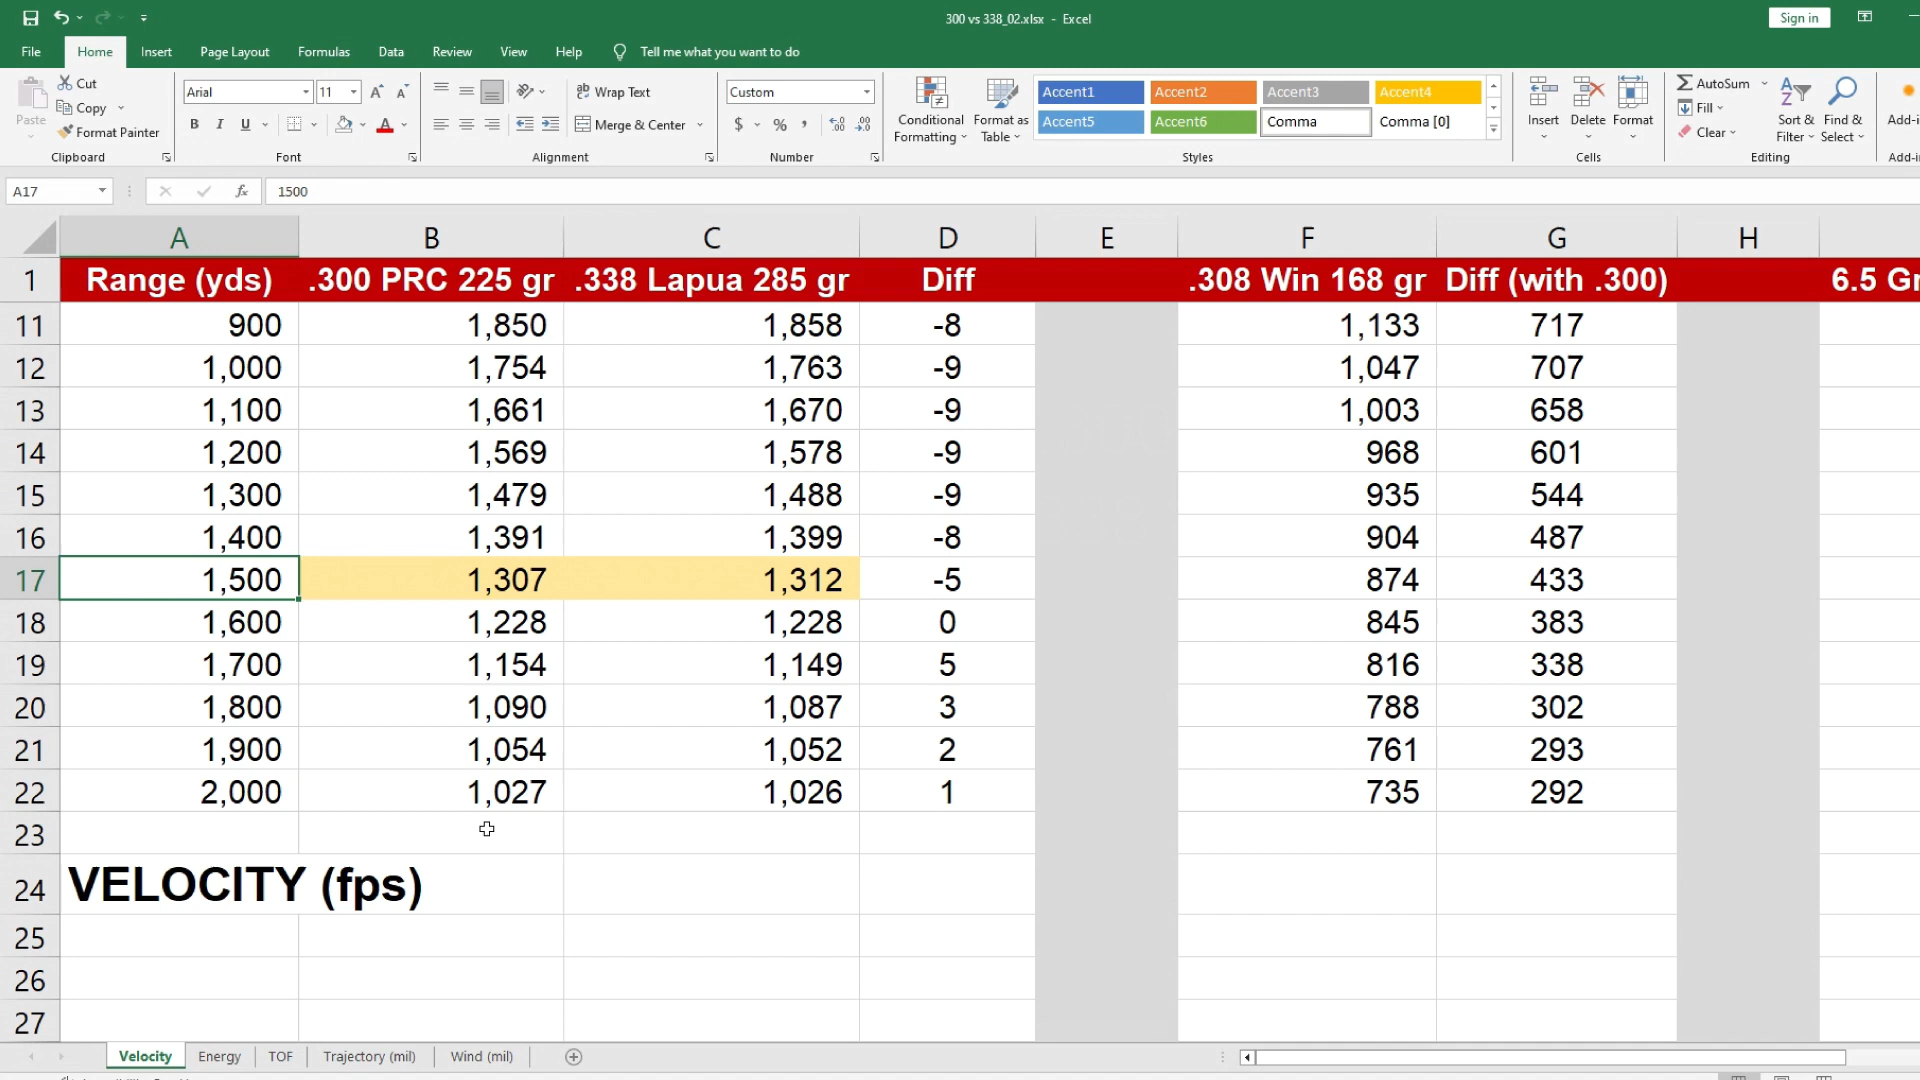 300 vs 338_02.xlsx - Excel
Sign in
File Home Insert Page Layout Formulas Data Review View Help Tell me what you want to do
Paste
Cut
Copy
Format Painter
Clipboard
Arial 11
B I U
Font
Wrap Text
Merge & Center
Alignment
Custom
$ % ,
Number
Conditional Formatting
Format as Table
Accent1 Accent2 Accent3 Accent4
Accent5 Accent6 Comma Comma [0]
Styles
Insert Delete Format
Cells
AutoSum
Fill
Clear
Sort & Filter
Find & Select
Editing
A17 fx 1500
A B C D E F G H
1 Range (yds) .300 PRC 225 gr .338 Lapua 285 gr Diff .308 Win 168 gr Diff (with .300) 6.5 Gr
11 900 1,850 1,858 -8 1,133 717
12 1,000 1,754 1,763 -9 1,047 707
13 1,100 1,661 1,670 -9 1,003 658
14 1,200 1,569 1,578 -9 968 601
15 1,300 1,479 1,488 -9 935 544
16 1,400 1,391 1,399 -8 904 487
17 1,500 1,307 1,312 -5 874 433
18 1,600 1,228 1,228 0 845 383
19 1,700 1,154 1,149 5 816 338
20 1,800 1,090 1,087 3 788 302
21 1,900 1,054 1,052 2 761 293
22 2,000 1,027 1,026 1 735 292
23
24 VELOCITY (fps)
25
26
27
Velocity Energy TOF Trajectory (mil) Wind (mil)